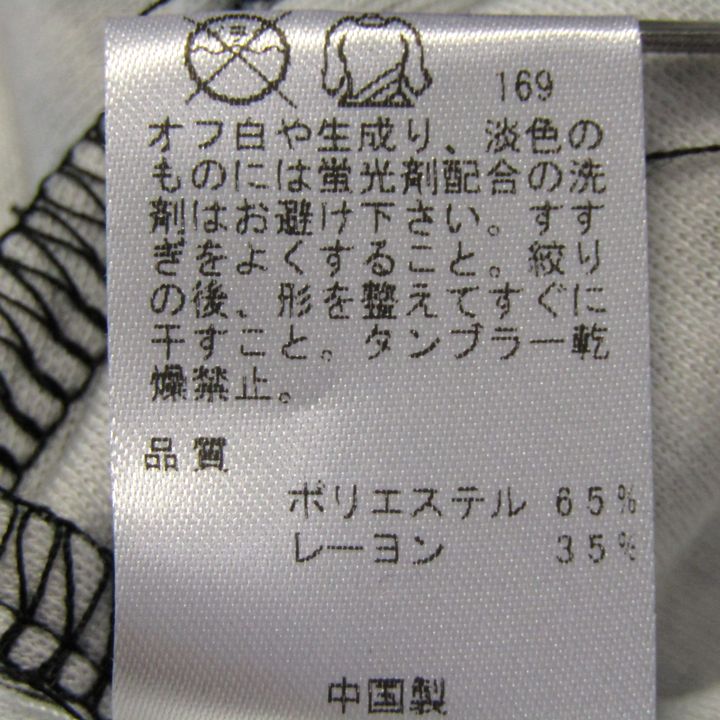 169
オフ白や生成り、淡色の
ものには蛍光剤配合の洗
剤はお避け下さい。すす
ぎをよくすること。絞り
の後、形を整えてすぐに
干すこと。タンブラー乾
燥禁止。
品質
ポリエステル 65%
レーヨン 35%
中国製